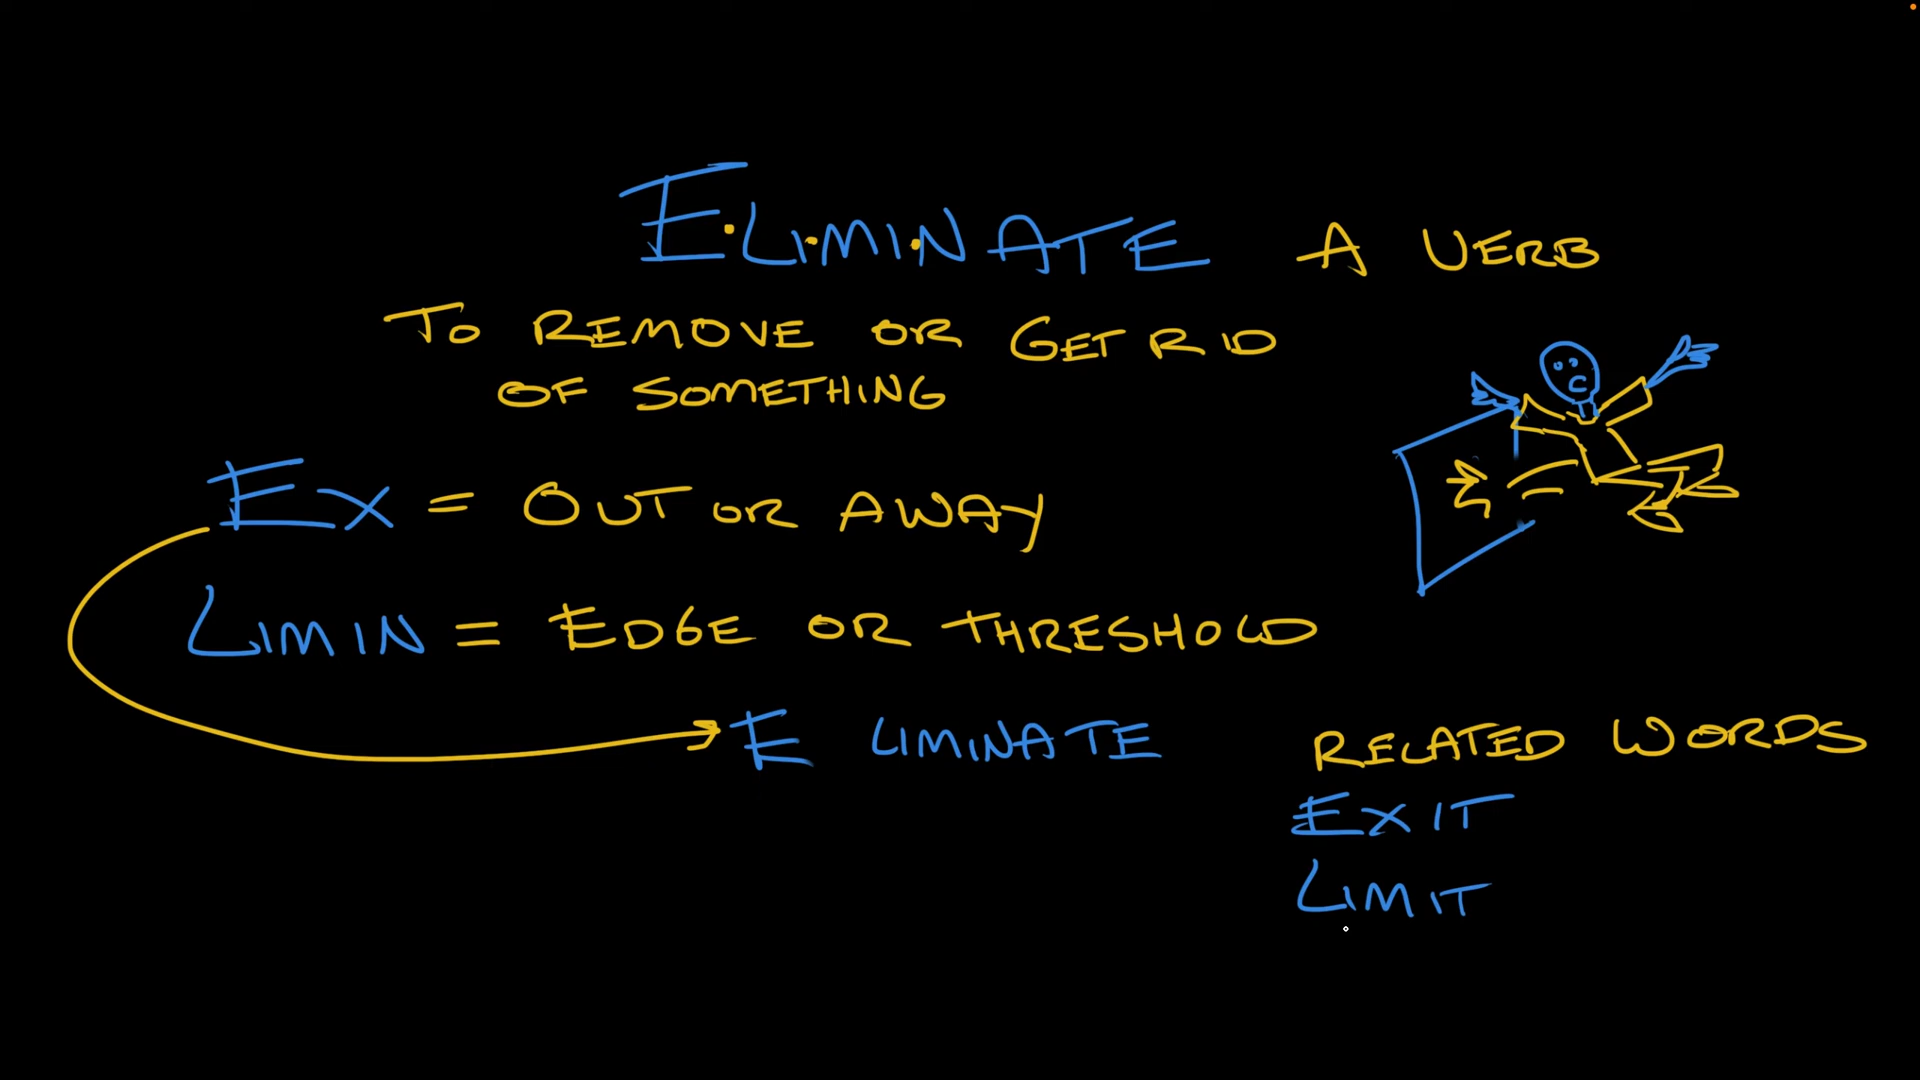 E·LI·MI·NATE A VERB
TO REMOVE OR GET RID
OF SOMETHING
EX = OUT OR AWAY
LIMIN = EDGE OR THRESHOLD
E LIMINATE
RELATED WORDS
EXIT
LIMIT